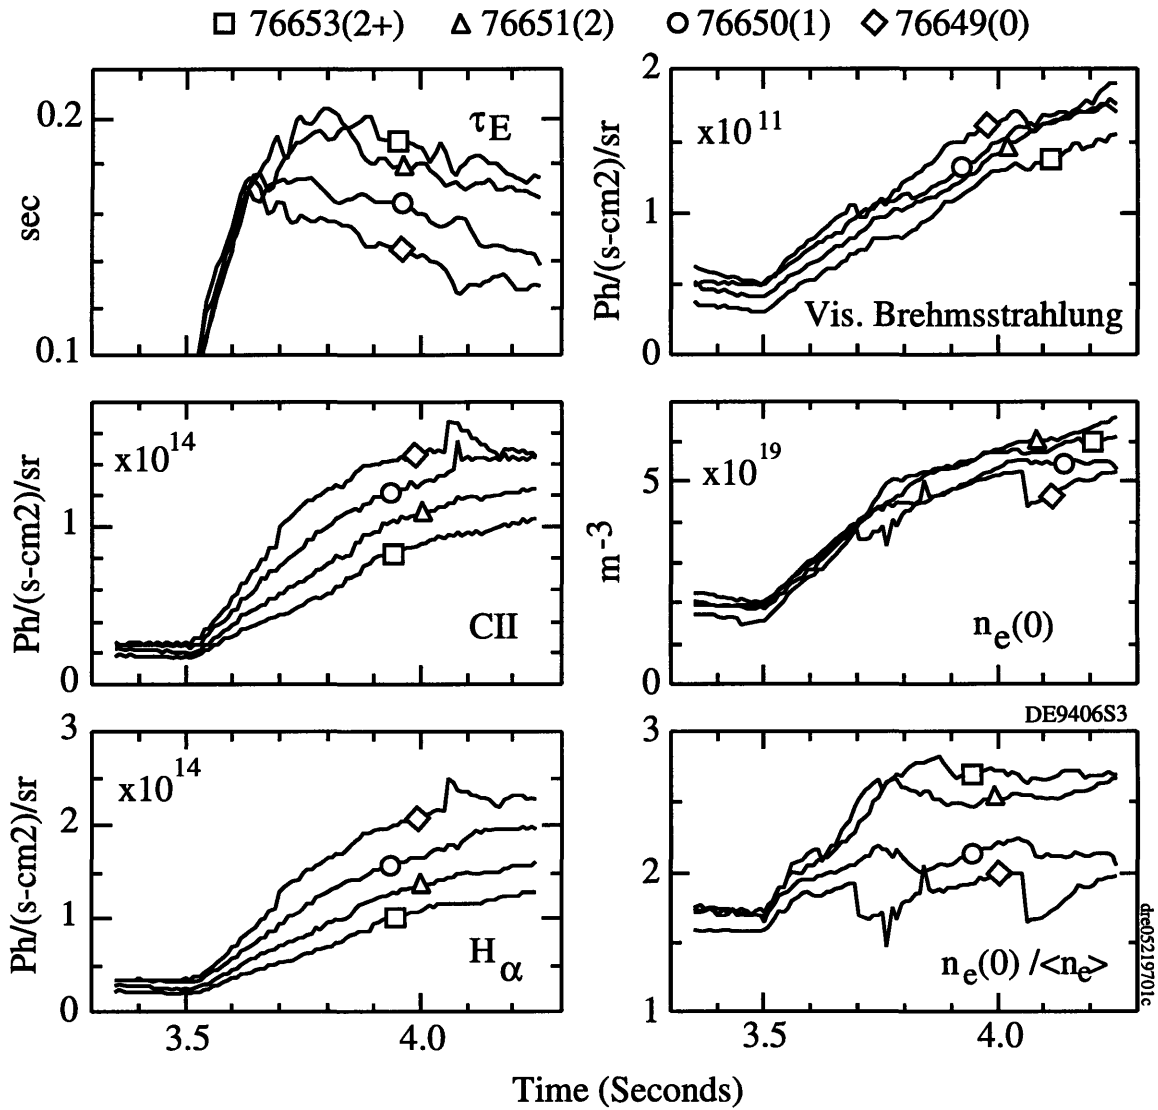 □ 76653(2+) △ 76651(2) ○ 76650(1) ◇ 76649(0)
0.2
τE
sec
0.1
2
x10 11
Ph/(s-cm2)/sr
1
Vis. Brehmsstrahlung
0
x10 14
Ph/(s-cm2)/sr
1
CII
0
x10 19
5
m-3
ne(0)
0
DE9406S3
3
x10 14
Ph/(s-cm2)/sr
2
1
Hα
0
3.5 4.0
3
2
ne(0) /<ne>
1
3.5 4.0
dre05219701c
Time (Seconds)